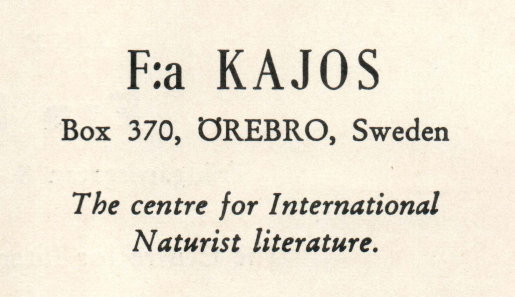 F:a KAJOS
Box 370, ÖREBRO, Sweden
The centre for International
Naturist literature.